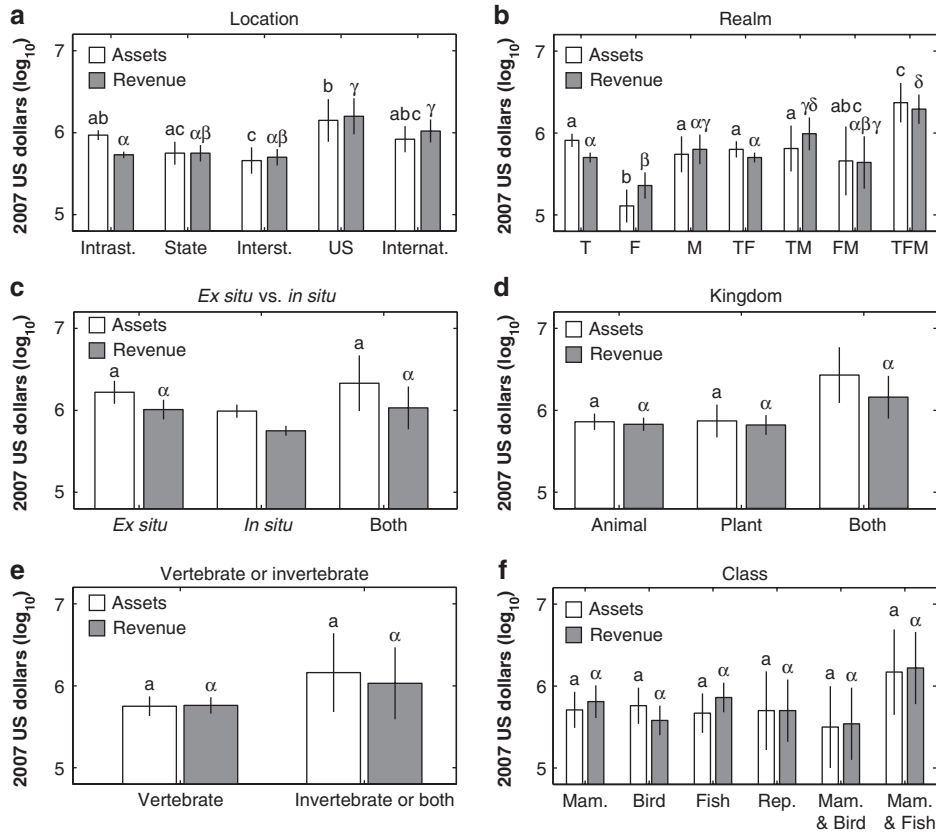 a
Location
2007 US dollars (log10)
7
6
5
Assets
Revenue
ab
α
ac
αβ
c
αβ
b
γ
abc
γ
Intrast.
State
Interst.
US
Internat.
b
Realm
2007 US dollars (log10)
7
6
5
Assets
Revenue
a
α
b
β
a
αγ
a
α
a
γδ
abc
αβγ
c
δ
T
F
M
TF
TM
FM
TFM
c
Ex situ vs. in situ
2007 US dollars (log10)
7
6
5
Assets
Revenue
a
α
a
α
Ex situ
In situ
Both
d
Kingdom
2007 US dollars (log10)
7
6
5
Assets
Revenue
a
α
a
α
α
Animal
Plant
Both
e
Vertebrate or invertebrate
2007 US dollars (log10)
7
6
5
Assets
Revenue
a
α
a
α
Vertebrate
Invertebrate or both
f
Class
2007 US dollars (log10)
7
6
5
Assets
Revenue
a
α
a
α
a
α
a
α
a
α
a
α
Mam.
Bird
Fish
Rep.
Mam.
& Bird
Mam.
& Fish